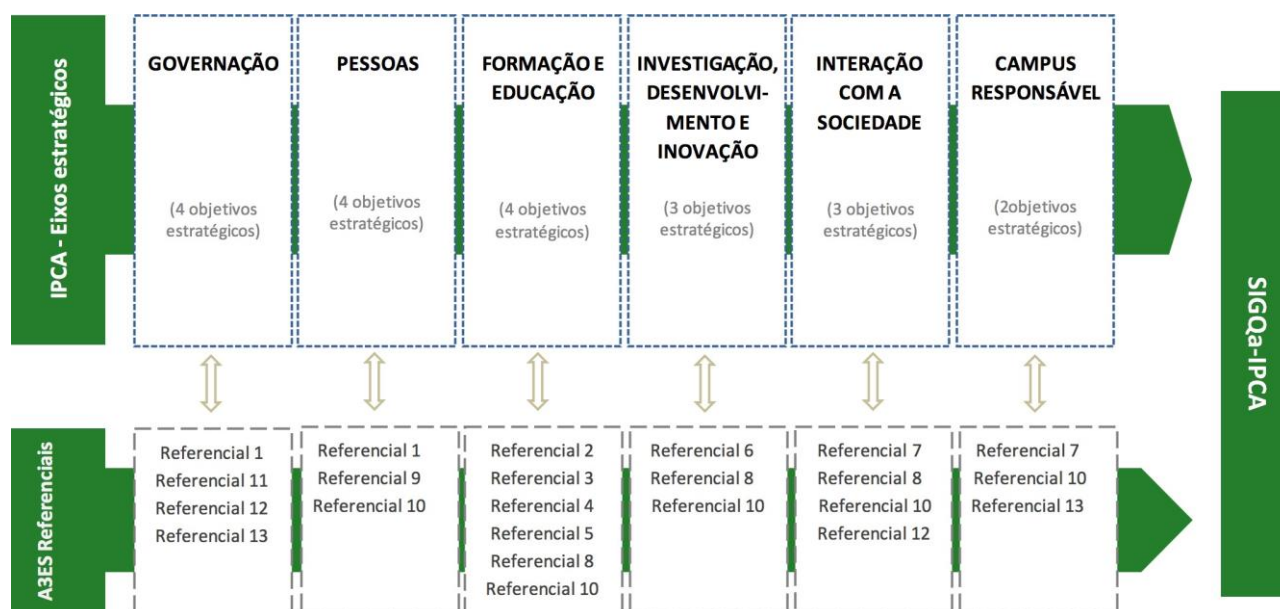 IPCA - Eixos estratégicos
GOVERNAÇÃO
(4 objetivos
estratégicos)
PESSOAS
(4 objetivos
estratégicos)
FORMAÇÃO E
EDUCAÇÃO
(4 objetivos
estratégicos)
INVESTIGAÇÃO,
DESENVOLVI-
MENTO E
INOVAÇÃO
(3 objetivos
estratégicos)
INTERAÇÃO
COM A
SOCIEDADE
(3 objetivos
estratégicos)
CAMPUS
RESPONSÁVEL
(2objetivos
estratégicos)
A3ES Referenciais
Referencial 1
Referencial 11
Referencial 12
Referencial 13
Referencial 1
Referencial 9
Referencial 10
Referencial 2
Referencial 3
Referencial 4
Referencial 5
Referencial 8
Referencial 10
Referencial 6
Referencial 8
Referencial 10
Referencial 7
Referencial 8
Referencial 10
Referencial 12
Referencial 7
Referencial 10
Referencial 13
SIGQa-IPCA